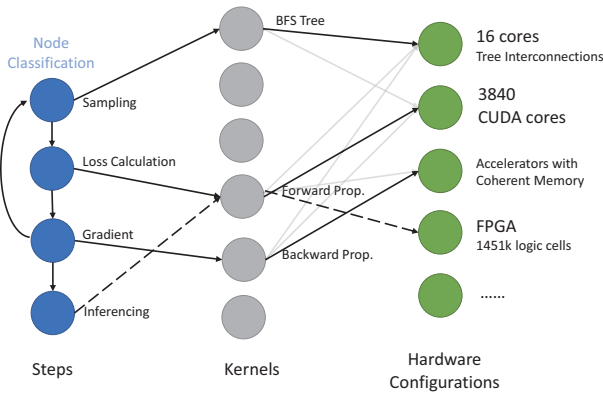 Node
Classification
Sampling
Loss Calculation
Gradient
Inferencing
Steps
BFS Tree
Forward Prop.
Backward Prop.
Kernels
16 cores
Tree Interconnections
3840
CUDA cores
Accelerators with
Coherent Memory
FPGA
1451k logic cells
......
Hardware
Configurations